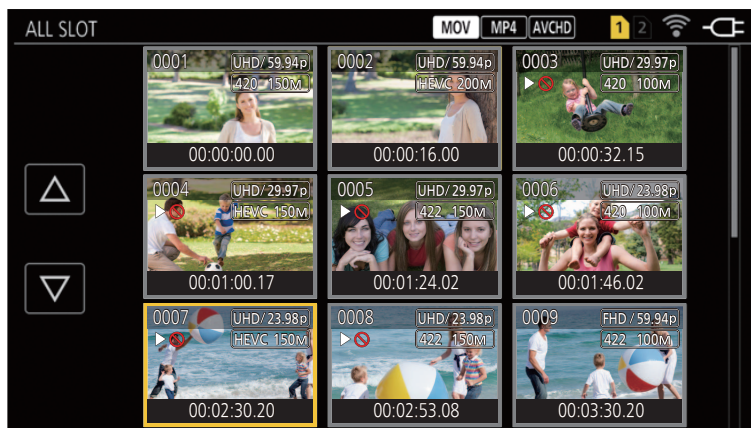 ALL SLOT MOV MP4 AVCHD 1 2
0001 UHD/59.94p 0002 UHD/59.94p 0003 UHD/29.97p
420 150M HEVC 200M 420 100M
00:00:00.00 00:00:16.00 00:00:32.15
0004 UHD/29.97p 0005 UHD/29.97p 0006 UHD/23.98p
HEVC 150M 422 150M 420 100M
00:01:00.17 00:01:24.02 00:01:46.02
0007 UHD/23.98p 0008 UHD/23.98p 0009 FHD/59.94p
HEVC 150M 422 150M 422 100M
00:02:30.20 00:02:53.08 00:03:30.20